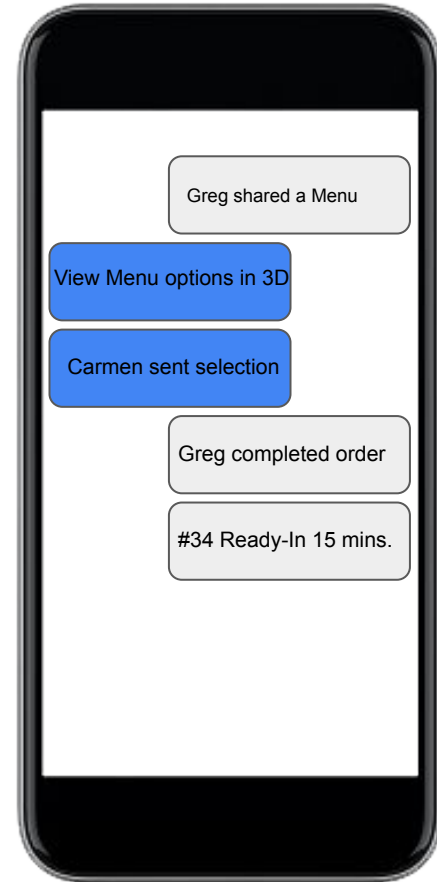 Greg shared a Menu
View Menu options in 3D
Carmen sent selection
Greg completed order
#34 Ready-In 15 mins.